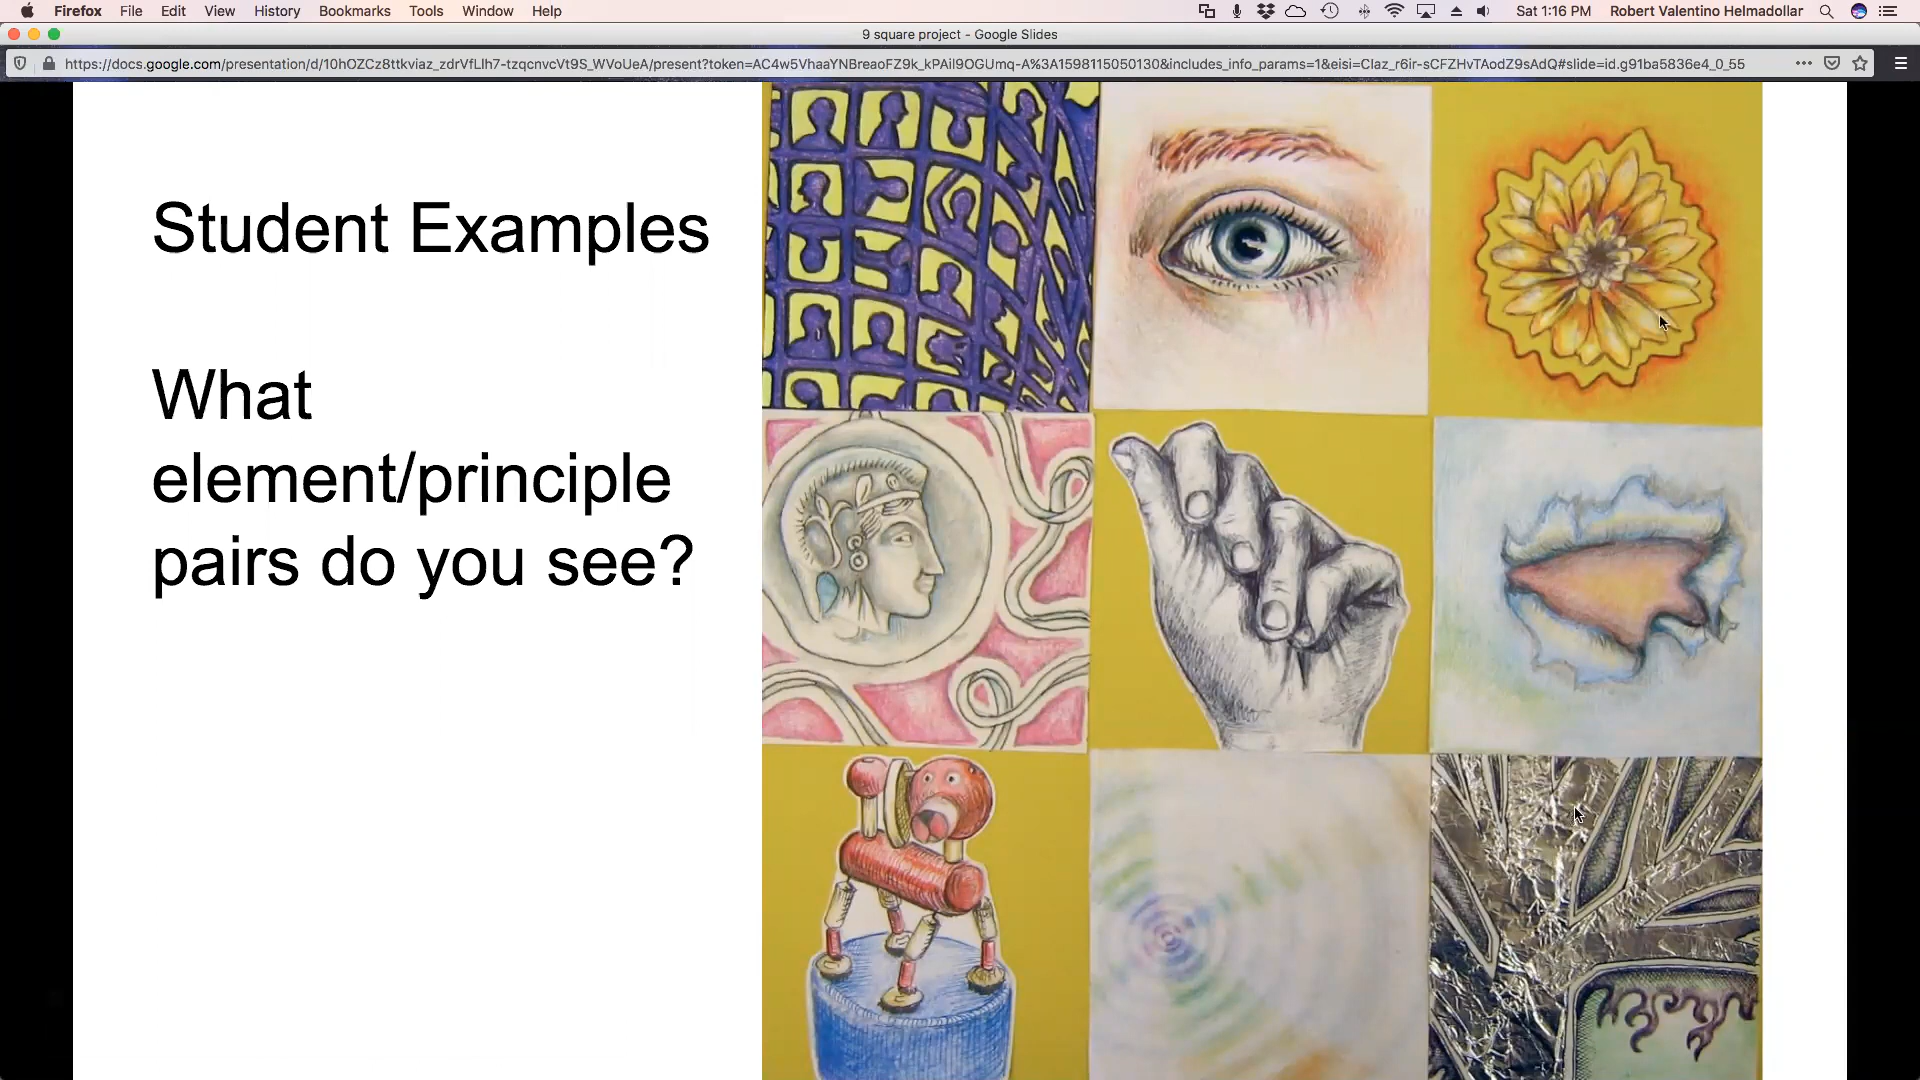 Firefox File Edit View History Bookmarks Tools Window Help Sat 1:16 PM Robert Valentino Helmadollar
9 square project - Google Slides
https://docs.google.com/presentation/d/10hOZCz8ttkviaz_zdrVfLlh7-tzqcnvcVt9S_WVoUeA/present?token=AC4w5VhaaYNBreaoFZ9k_kPAil9OGUmq-A%3A1598115050130&includes_info_params=1&eisi=Claz_r6ir-sCFZHvTAodZ9sAdQ#slide=id.g91ba5836e4_0_55
Student Examples
What
element/principle
pairs do you see?